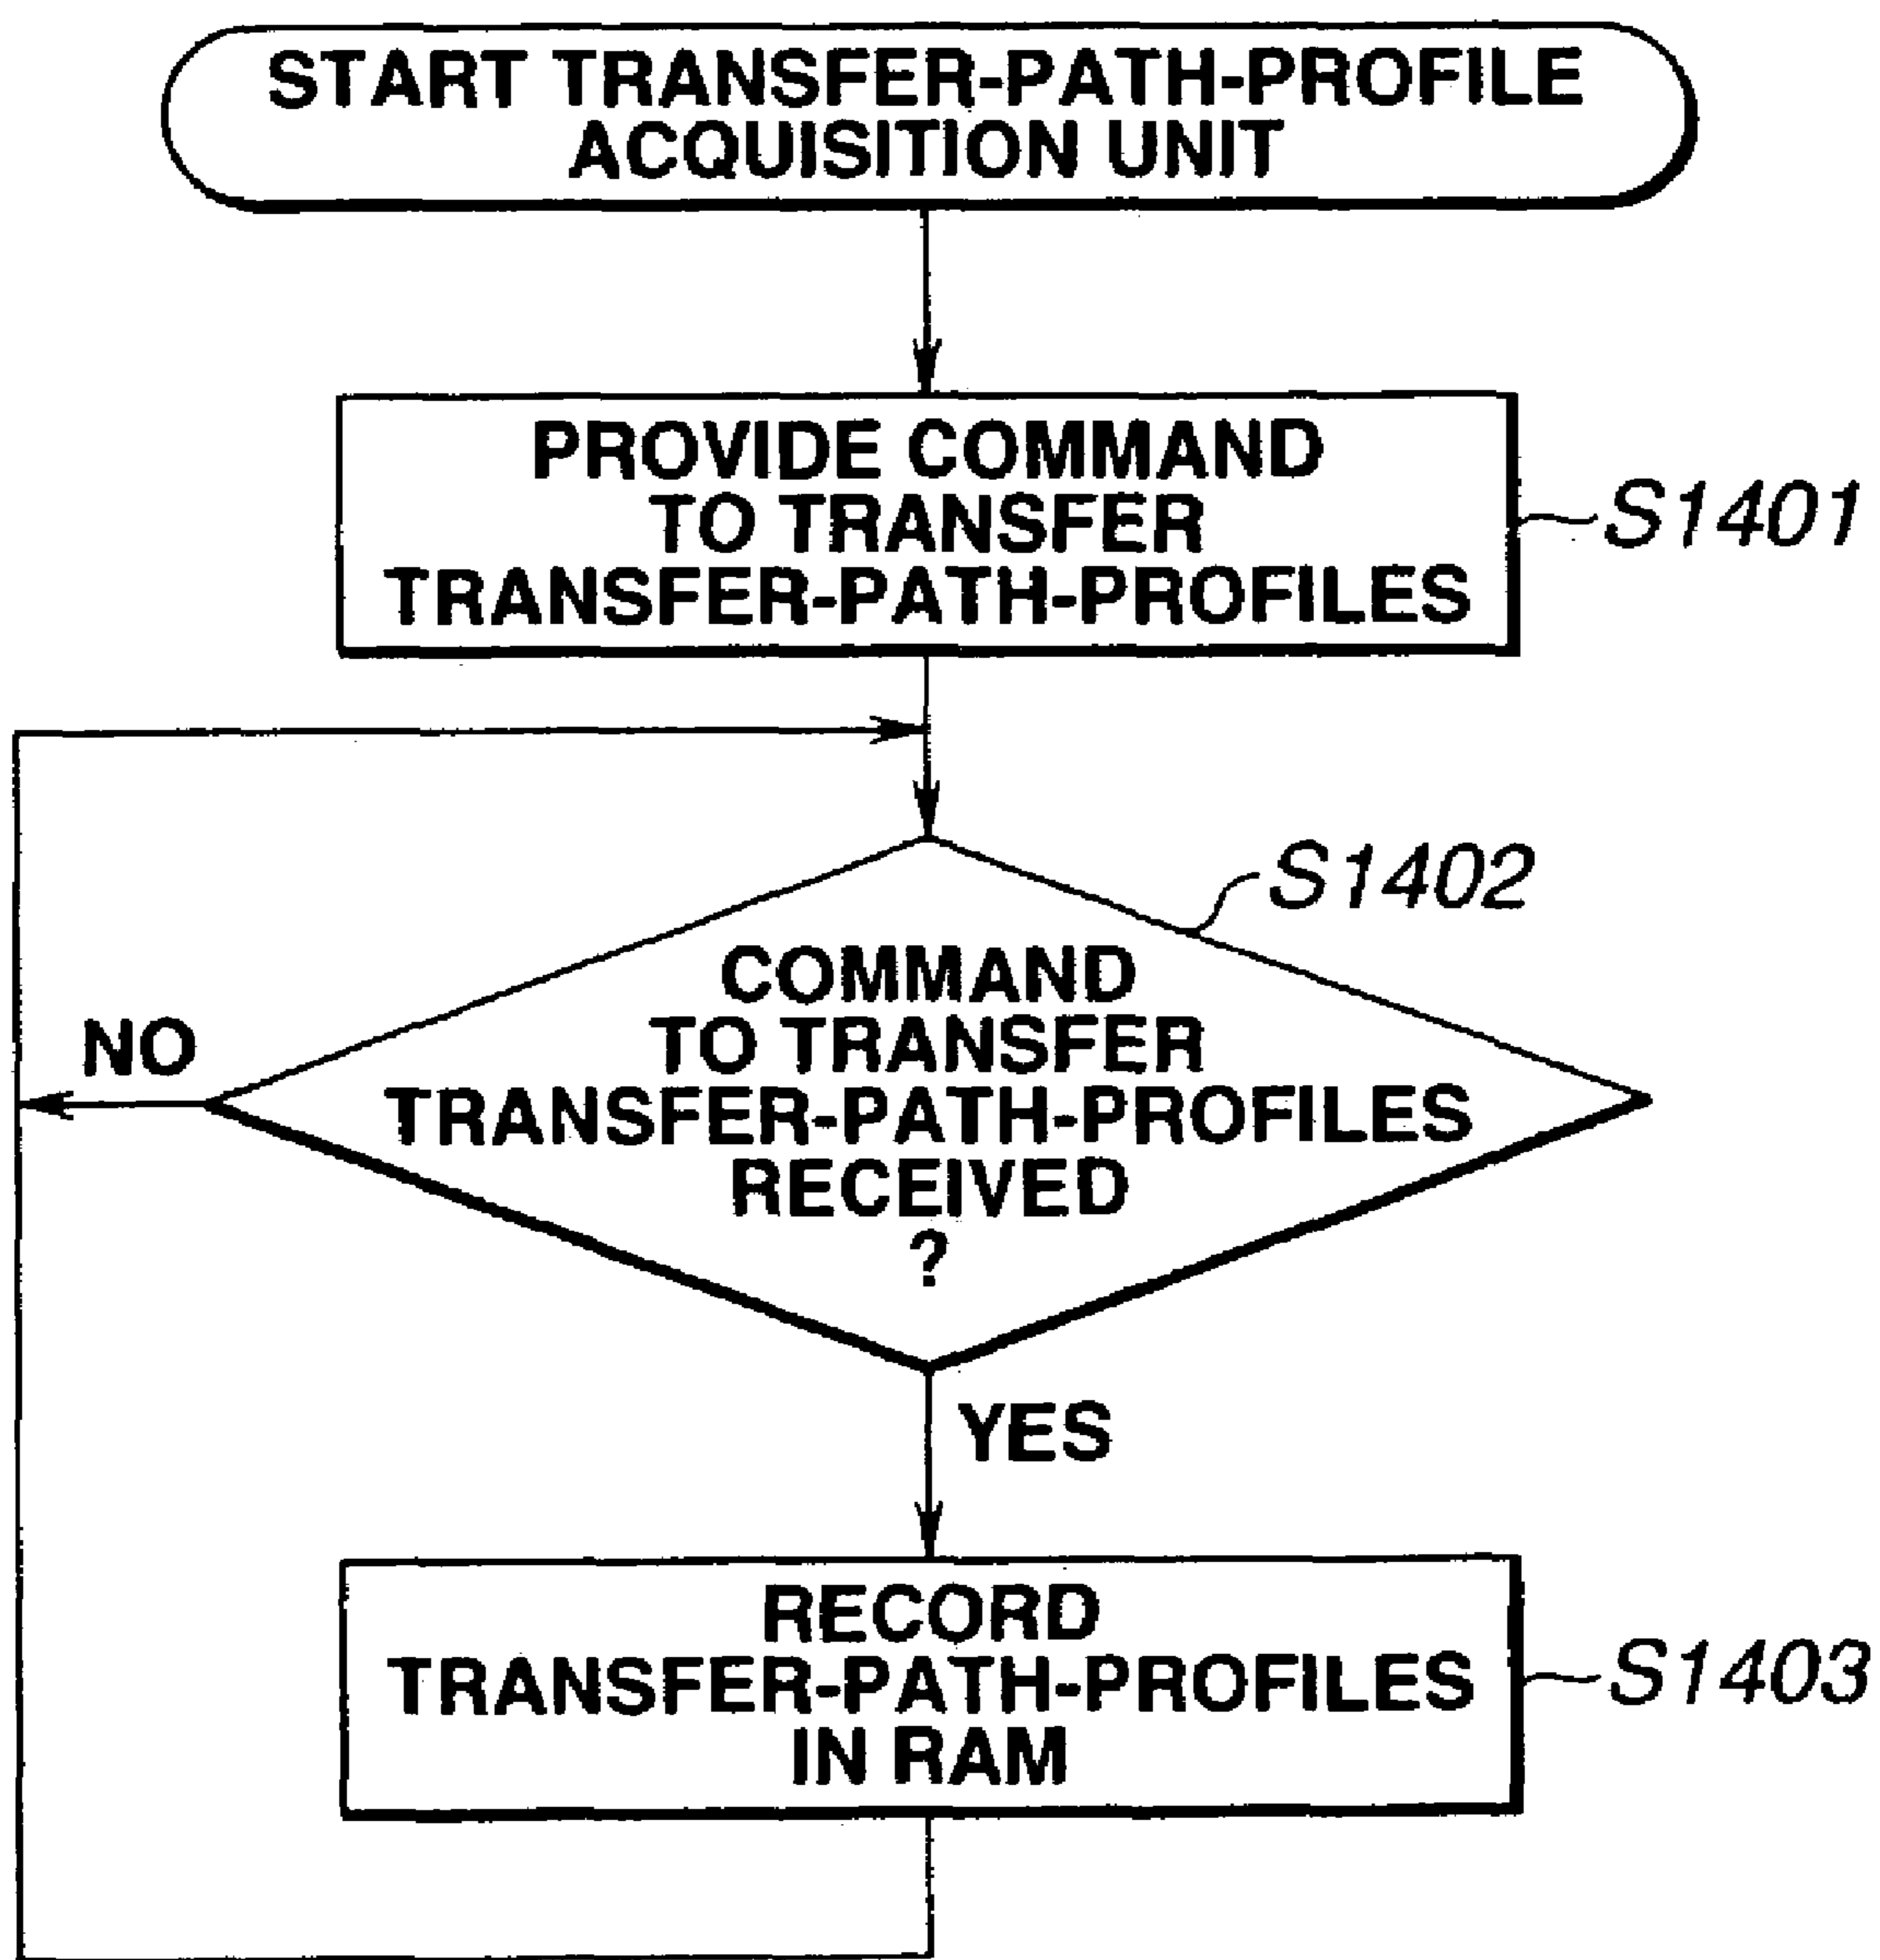 START TRANSFER-PATH-PROFILE
ACQUISITION UNIT
PROVIDE COMMAND
TO TRANSFER
TRANSFER-PATH-PROFILES
S1401
S1402
COMMAND
TO TRANSFER
TRANSFER-PATH-PROFILES
RECEIVED
?
NO
YES
RECORD
TRANSFER-PATH-PROFILES
IN RAM
S1403